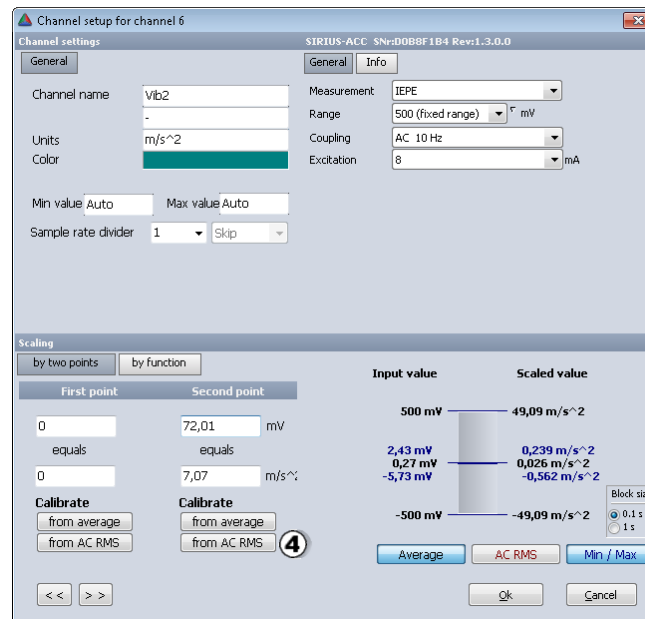 Channel setup for channel 6
Channel settings
General
Channel name
Vib2
-
Units
m/s^2
Color
Min value Auto
Max value Auto
Sample rate divider
1
Skip
SIRIUS-ACC SNr:D0B8F1B4 Rev:1.3.0.0
General
Info
Measurement
IEPE
Range
500 (fixed range)
mV
Coupling
AC 10 Hz
Excitation
8
mA
Scaling
by two points
by function
First point
Second point
0
72,01
mV
equals
equals
0
7,07
m/s^
Calibrate
Calibrate
from average
from average
from AC RMS
from AC RMS
4
<< >>
Input value
Scaled value
500 mV
49,09 m/s^2
2,43 mV
0,239 m/s^2
0,27 mV
0,026 m/s^2
-5,73 mV
-0,562 m/s^2
-500 mV
-49,09 m/s^2
Block siz
0.1 s
1 s
Average
AC RMS
Min / Max
Ok
Cancel